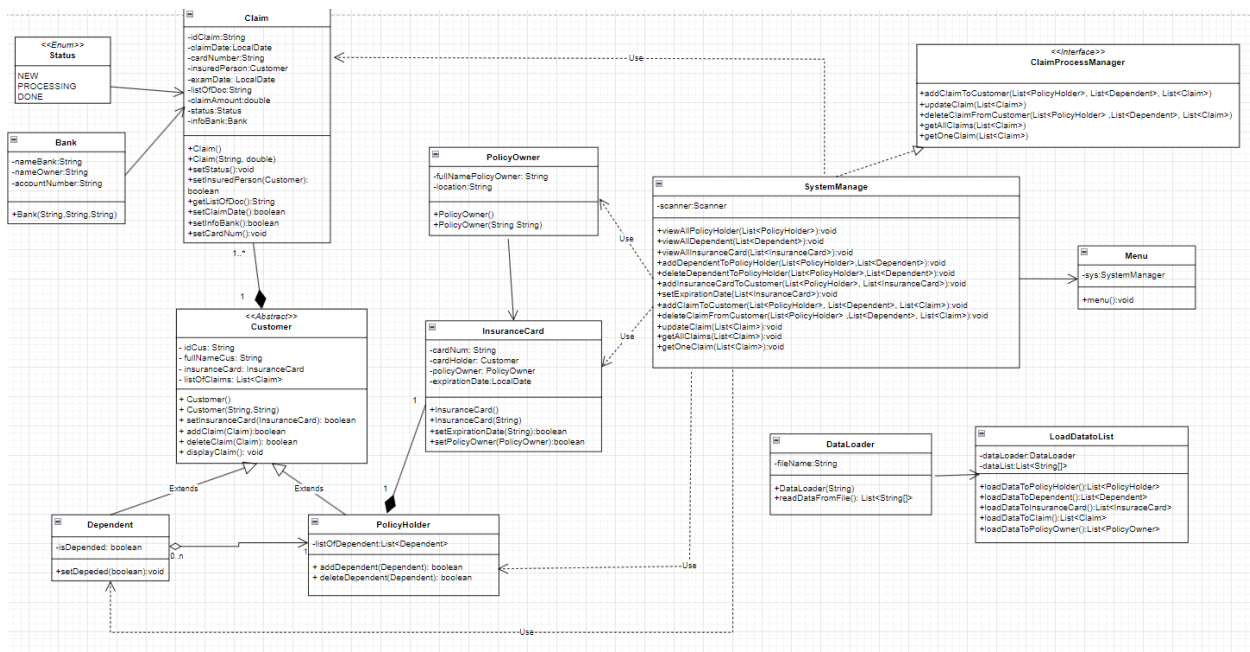 <<Enum>>
Status
NEW
PROCESSING
DONE
Bank
-nameBank:String
-nameOwner:String
-accountNumber:String
+Bank(String,String,String)
Claim
-idClaim:String
-claimDate:LocalDate
-cardNumber:String
-insuredPerson:Customer
-examDate: LocalDate
-listOfDoc:String
-claimAmount:double
-status:Status
-infoBank:Bank
+Claim()
+Claim(String, double)
+setStatus():void
+setInsuredPerson(Customer):
boolean
+getListOfDoc():String
+setClaimDate():boolean
+setInfoBank():boolean
+setCardNum():void
1..*
1
<<Abstract>>
Customer
- idCus: String
- fullNameCus: String
- insuranceCard: InsuranceCard
- listOfClaims: List<Claim>
+ Customer()
+ Customer(String,String)
+ setInsuranceCard(InsuranceCard): boolean
+ addClaim(Claim):boolean
+ deleteClaim(Claim): boolean
+ displayClaim(): void
Extends
Extends
Dependent
-isDepended: boolean
+setDepeded(boolean):void
0..n
1
PolicyHolder
-listOfDependent:List<Dependent>
+ addDependent(Dependent): boolean
+ deleteDependent(Dependent): boolean
1
1
PolicyOwner
-fullNamePolicyOwner: String
-location:String
+PolicyOwner()
+PolicyOwner(String String)
InsuranceCard
-cardNum: String
-cardHolder: Customer
-policyOwner: PolicyOwner
-expirationDate:LocalDate
+InsuranceCard()
+InsuranceCard(String)
+setExpirationDate(String):boolean
+setPolicyOwner(PolicyOwner):boolean
Use
Use
Use
Use
Use
<<Interface>>
ClaimProcessManager
+addClaimToCustomer(List<PolicyHolder>, List<Dependent>, List<Claim>)
+updateClaim(List<Claim>)
+deleteClaimFromCustomer(List<PolicyHolder> ,List<Dependent>, List<Claim>)
+getAllClaims(List<Claim>)
+getOneClaim(List<Claim>)
SystemManage
-scanner:Scanner
+viewAllPolicyHolder(List<PolicyHolder>):void
+viewAllDependent(List<Dependent>):void
+viewAllInsuranceCard(List<InsuranceCard>):void
+addDependentToPolicyHolder(List<PolicyHolder>,List<Dependent>):void
+deleteDependentToPolicyHolder(List<PolicyHolder>,List<Dependent>):void
+addInsuranceCardToCustomer(List<PolicyHolder>, List<InsuranceCard>):void
+setExpirationDate(List<InsuranceCard>):void
+addClaimToCustomer(List<PolicyHolder>, List<Dependent>, List<Claim>):void
+deleteClaimFromCustomer(List<PolicyHolder> ,List<Dependent>, List<Claim>):void
+updateClaim(List<Claim>):void
+getAllClaims(List<Claim>):void
+getOneClaim(List<Claim>):void
Menu
-sys:SystemManager
+menu():void
DataLoader
-fileName:String
+DataLoader(String)
+readDataFromFile(): List<String[]>
LoadDatatoList
-dataLoader:DataLoader
-dataList:List<String[]>
+loadDataToPolicyHolder():List<PolicyHolder>
+loadDataToDependent():List<Dependent>
+loadDataToInsuranceCard():List<InsuraceCard>
+loadDataToClaim():List<Claim>
+loadDataToPolicyOwner():List<PolicyOwner>